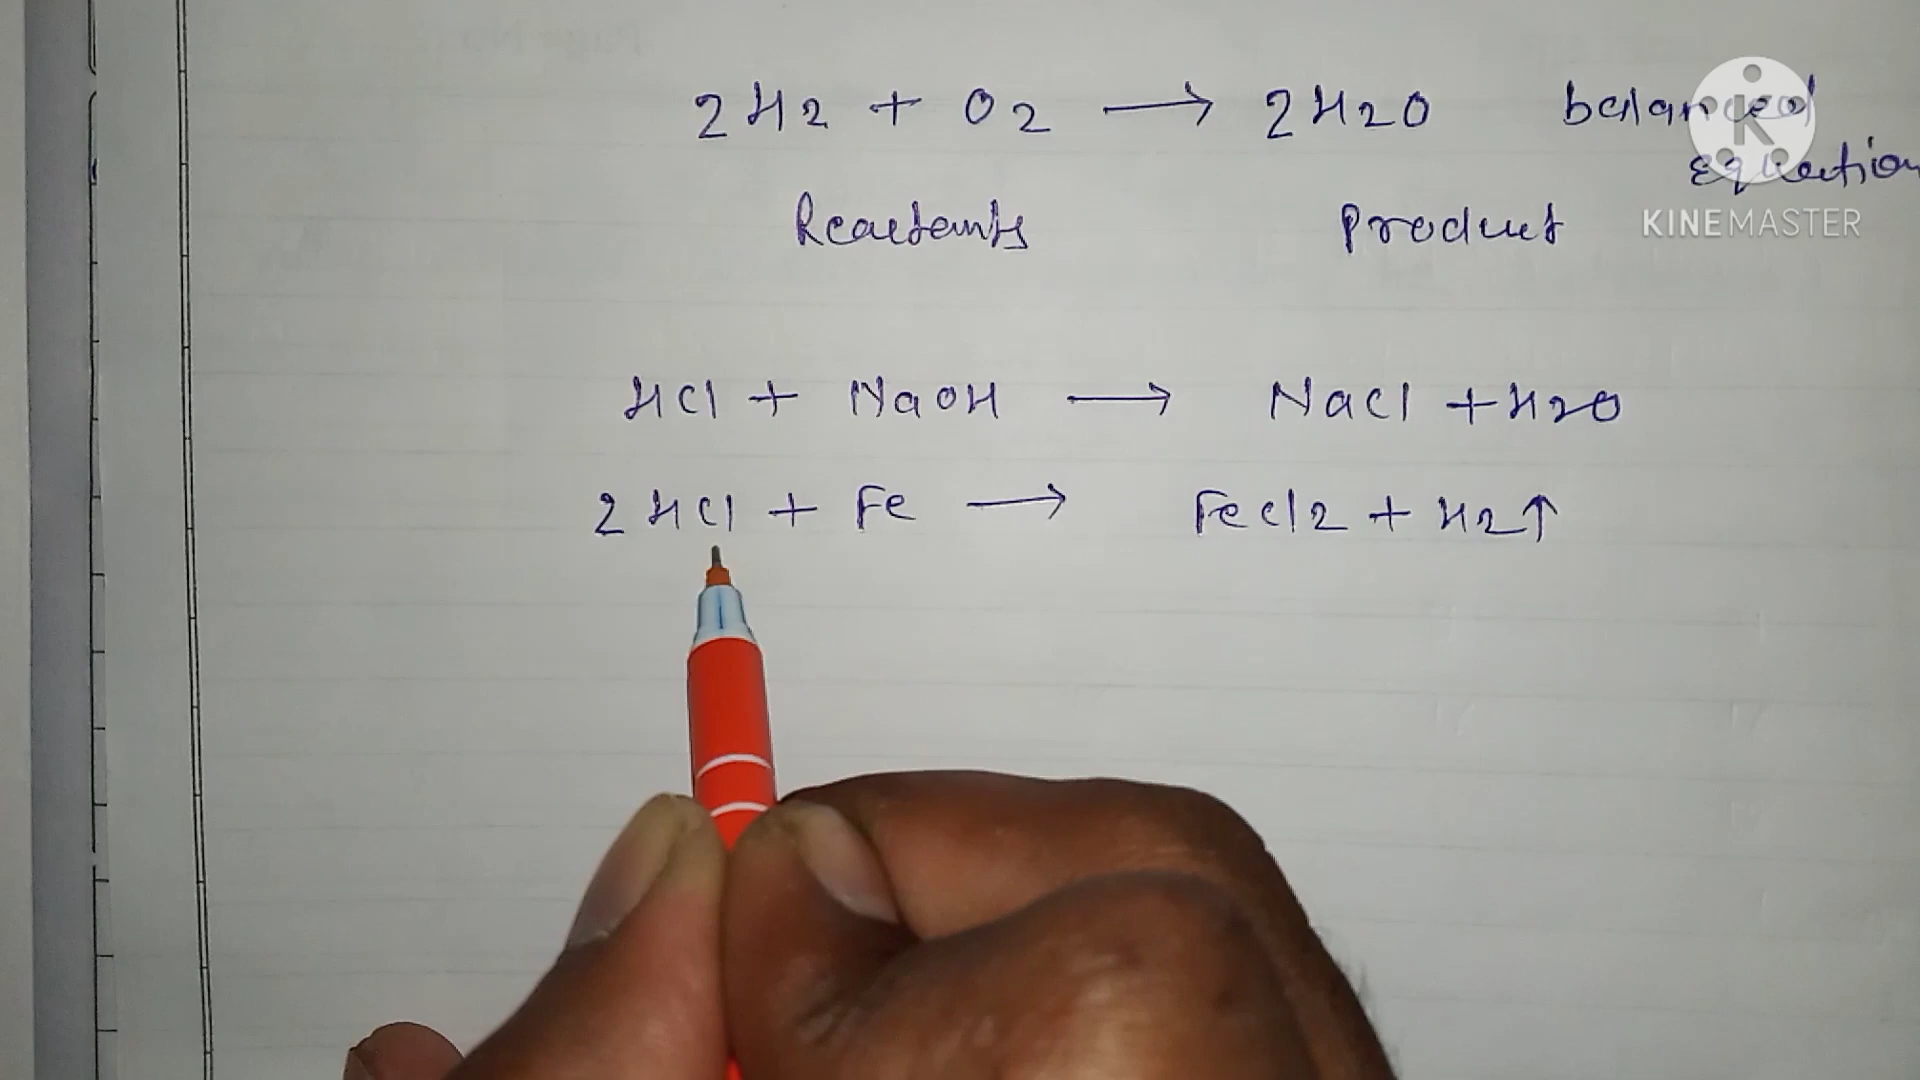 2H2 + O2 → 2H2O balanced
equation
Reactants Product
KINEMASTER
HCl + NaOH → NaCl + H2O
2HCl + Fe → FeCl2 + H2↑